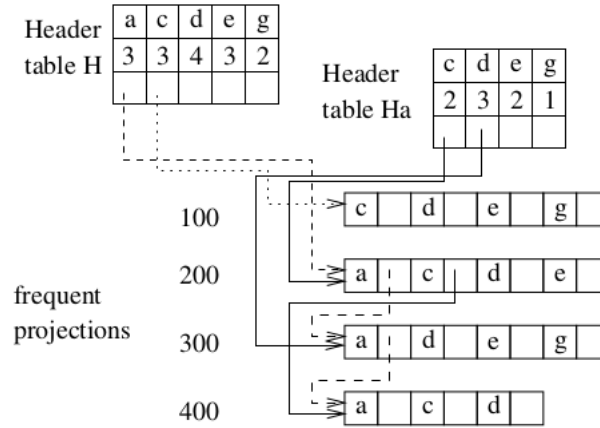 Header
table H
a c d e g
3 3 4 3 2
Header
table Ha
c d e g
2 3 2 1
100 c d e g
200 a c d e
frequent
projections
300 a d e g
400 a c d